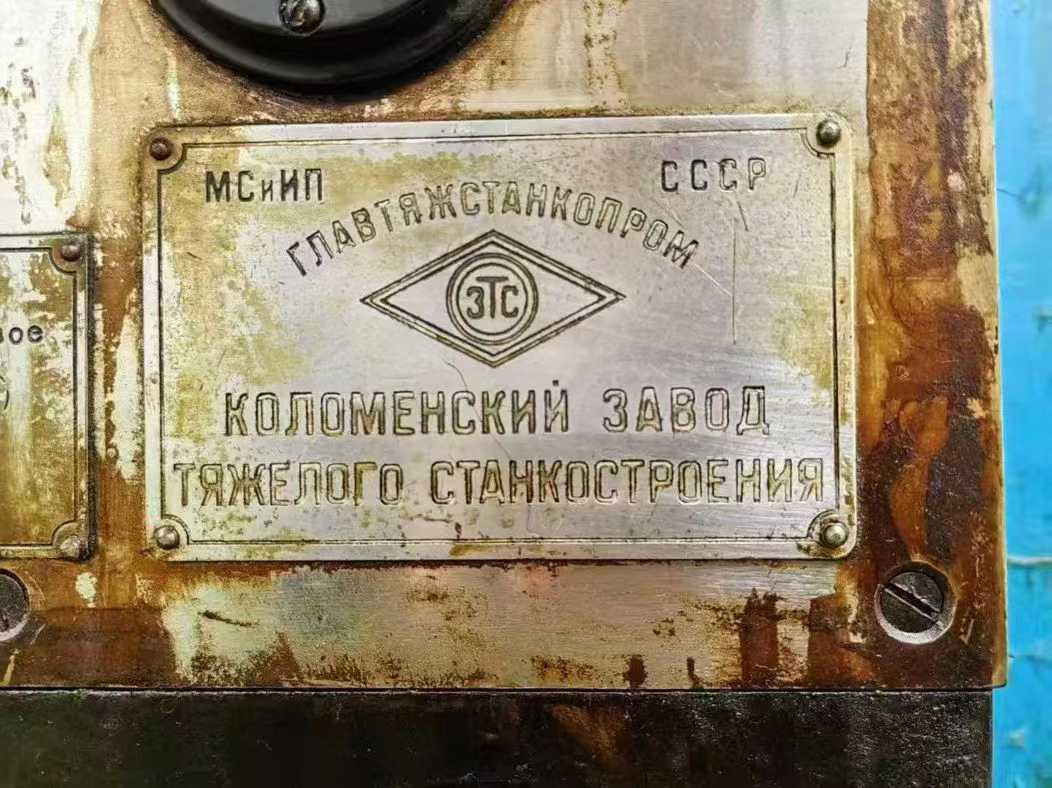 МСиИП СССР
ГЛАВТЯЖСТАНКОПРОМ
ЗТС
КОЛОМЕНСКИЙ ЗАВОД
ТЯЖЕЛОГО СТАНКОСТРОЕНИЯ